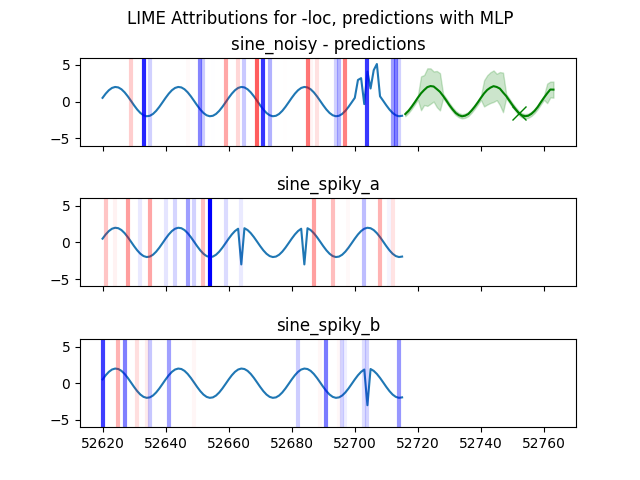 LIME Attributions for -loc, predictions with MLP
sine_noisy - predictions
5
0
−5
sine_spiky_a
5
0
−5
sine_spiky_b
5
0
−5
52620 52640 52660 52680 52700 52720 52740 52760